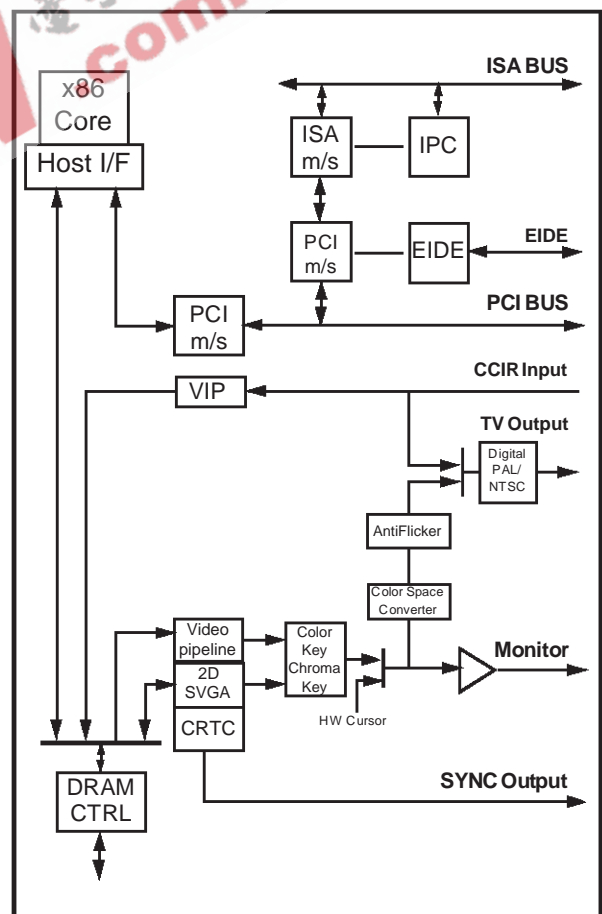 com
ISA BUS
x86
Core
Host I/F
ISA
m/s
IPC
PCI
m/s
EIDE
EIDE
PCI
m/s
PCI BUS
CCIR Input
VIP
TV Output
Digital
PAL/
NTSC
AntiFlicker
Color Space
Converter
Video
pipeline
2D
SVGA
CRTC
Color
Key
Chroma
Key
Monitor
HW Cursor
DRAM
CTRL
SYNC Output